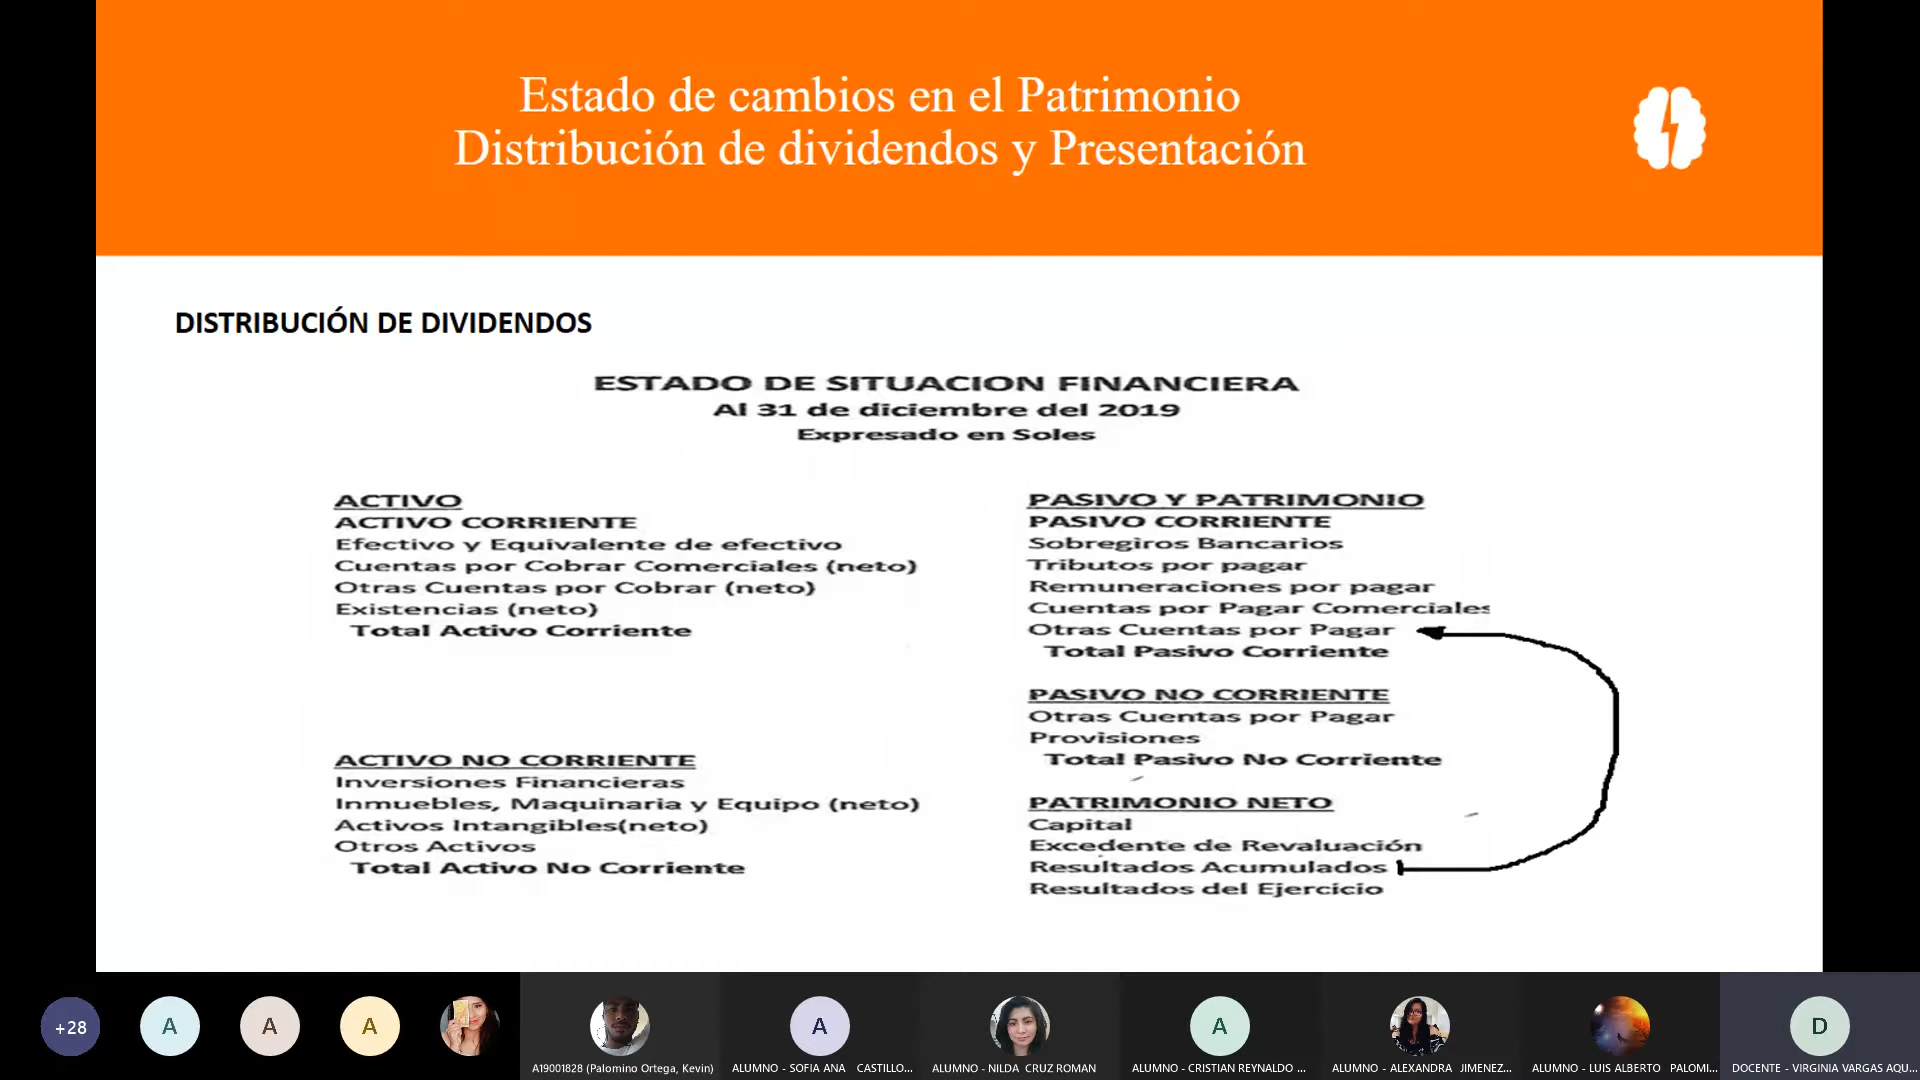 Estado de cambios en el Patrimonio
Distribución de dividendos y Presentación
DISTRIBUCIÓN DE DIVIDENDOS
ESTADO DE SITUACION FINANCIERA
Al 31 de diciembre del 2019
Expresado en Soles
ACTIVO
ACTIVO CORRIENTE
Efectivo y Equivalente de efectivo
Cuentas por Cobrar Comerciales (neto)
Otras Cuentas por Cobrar (neto)
Existencias (neto)
Total Activo Corriente
ACTIVO NO CORRIENTE
Inversiones Financieras
Inmuebles, Maquinaria y Equipo (neto)
Activos Intangibles(neto)
Otros Activos
Total Activo No Corriente
PASIVO Y PATRIMONIO
PASIVO CORRIENTE
Sobregiros Bancarios
Tributos por pagar
Remuneraciones por pagar
Cuentas por Pagar Comerciales
Otras Cuentas por Pagar
Total Pasivo Corriente
PASIVO NO CORRIENTE
Otras Cuentas por Pagar
Provisiones
Total Pasivo No Corriente
PATRIMONIO NETO
Capital
Excedente de Revaluación
Resultados Acumulados
Resultados del Ejercicio
+28
A
A
A
A19001828 (Palomino Ortega, Kevin)
A
ALUMNO - SOFIA ANA CASTILLO...
ALUMNO - NILDA CRUZ ROMAN
A
ALUMNO - CRISTIAN REYNALDO ...
ALUMNO - ALEXANDRA JIMENEZ...
ALUMNO - LUIS ALBERTO PALOMI...
D
DOCENTE - VIRGINIA VARGAS AQU...